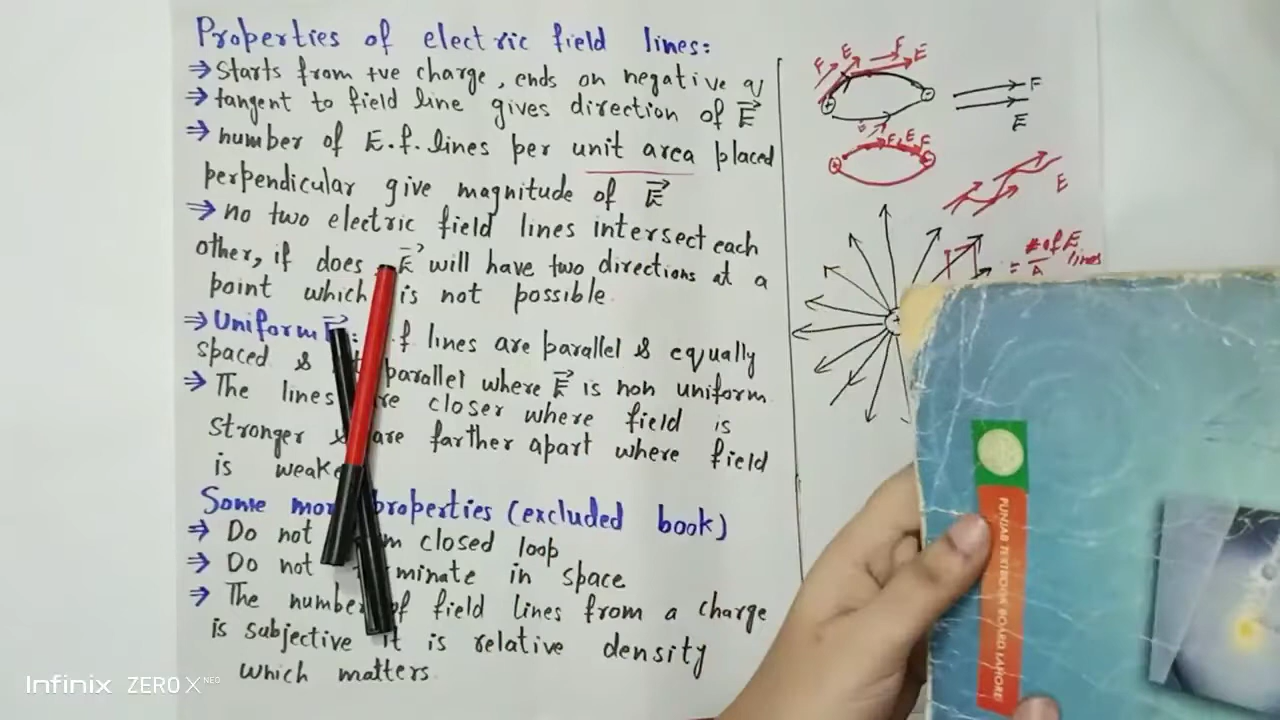 Properties of electric field lines:
⇒ Starts from +ve charge, ends on negative q
⇒ tangent to field line gives direction of E
⇒ number of E.f. lines per unit area placed
perpendicular give magnitude of E
⇒ no two electric field lines intersect each
other, if does E will have two directions at a
point which is not possible
⇒ Uniform E: f lines are parallel & equally
spaced & parallel where E is non uniform
⇒ The lines are closer where field is
stronger & are farther apart where field
is weake
Some more properties (excluded book)
⇒ Do not closed loop
⇒ Do not minate in space
⇒ The number of field lines from a charge
is subjective it is relative density
which matters
F E F E
F
E
F, E, F
E
= # of E lines
A
PUNJAB TEXTBOOK BOARD LAHORE
Infinix ZERO X NEO